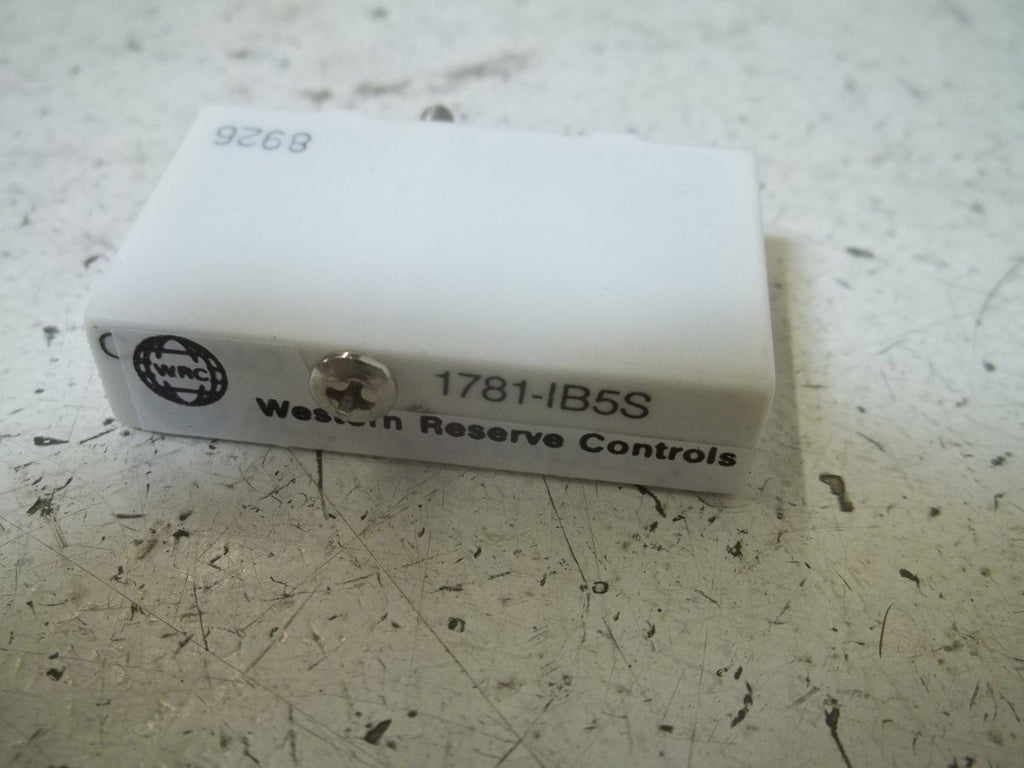 8926
WRC
1781-IB5S
Western Reserve Controls